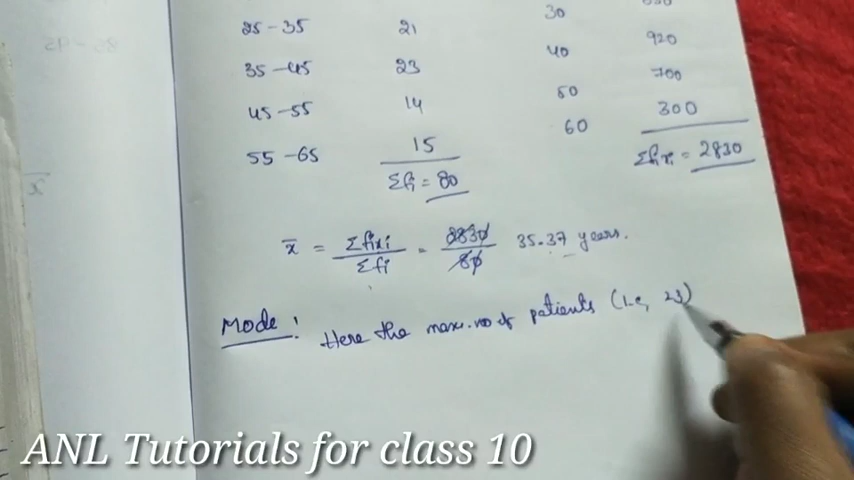 25 - 35 21 30
35 - 45 23 40 920
45 - 55 14 50 700
55 - 65 15 60 300
Σfi = 80 Σfixi = 2830
x̄ = Σfixi / Σfi = 2830 / 80 35.37 years.
Mode : Here the max. no of patients (i.e, 23)
ANL Tutorials for class 10